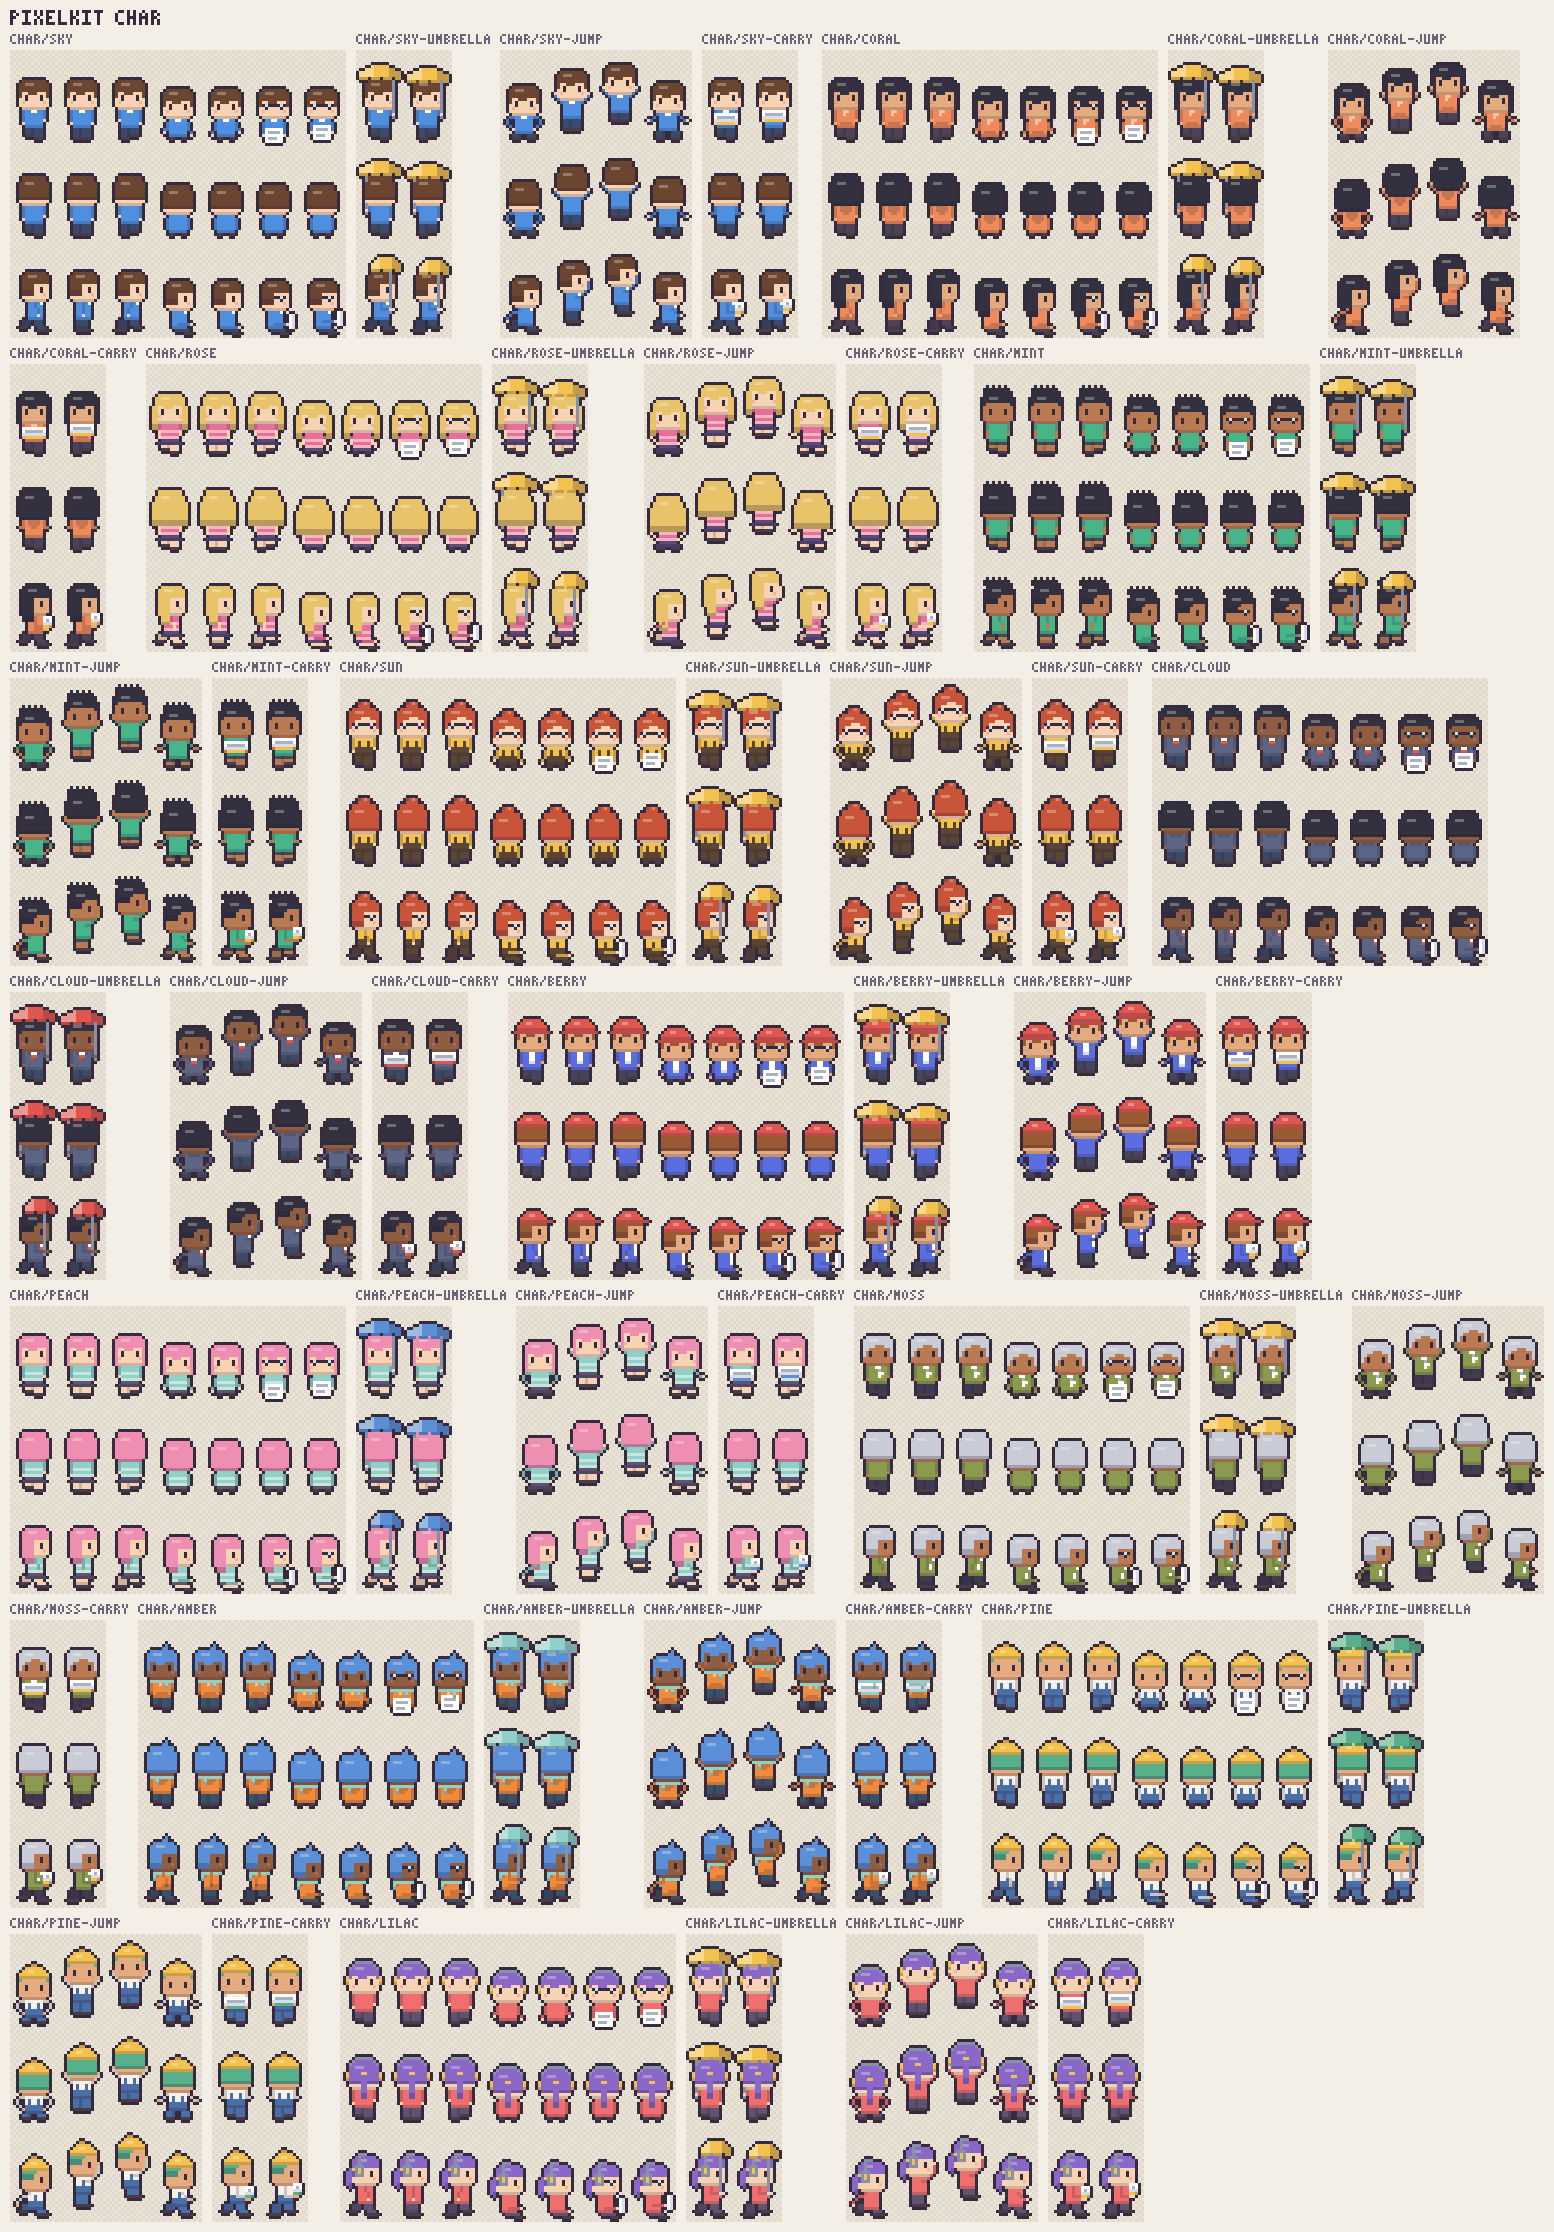 PIXELKIT CHAR
CHAR/SKY
CHAR/SKY-UMBRELLA
CHAR/SKY-JUMP
CHAR/SKY-CARRY
CHAR/CORAL
CHAR/CORAL-UMBRELLA
CHAR/CORAL-JUMP
CHAR/CORAL-CARRY
CHAR/ROSE
CHAR/ROSE-UMBRELLA
CHAR/ROSE-JUMP
CHAR/ROSE-CARRY
CHAR/MINT
CHAR/MINT-UMBRELLA
CHAR/MINT-JUMP
CHAR/MINT-CARRY
CHAR/SUN
CHAR/SUN-UMBRELLA
CHAR/SUN-JUMP
CHAR/SUN-CARRY
CHAR/CLOUD
CHAR/CLOUD-UMBRELLA
CHAR/CLOUD-JUMP
CHAR/CLOUD-CARRY
CHAR/BERRY
CHAR/BERRY-UMBRELLA
CHAR/BERRY-JUMP
CHAR/BERRY-CARRY
CHAR/PEACH
CHAR/PEACH-UMBRELLA
CHAR/PEACH-JUMP
CHAR/PEACH-CARRY
CHAR/MOSS
CHAR/MOSS-UMBRELLA
CHAR/MOSS-JUMP
CHAR/MOSS-CARRY
CHAR/AMBER
CHAR/AMBER-UMBRELLA
CHAR/AMBER-JUMP
CHAR/AMBER-CARRY
CHAR/PINE
CHAR/PINE-UMBRELLA
CHAR/PINE-JUMP
CHAR/PINE-CARRY
CHAR/LILAC
CHAR/LILAC-UMBRELLA
CHAR/LILAC-JUMP
CHAR/LILAC-CARRY